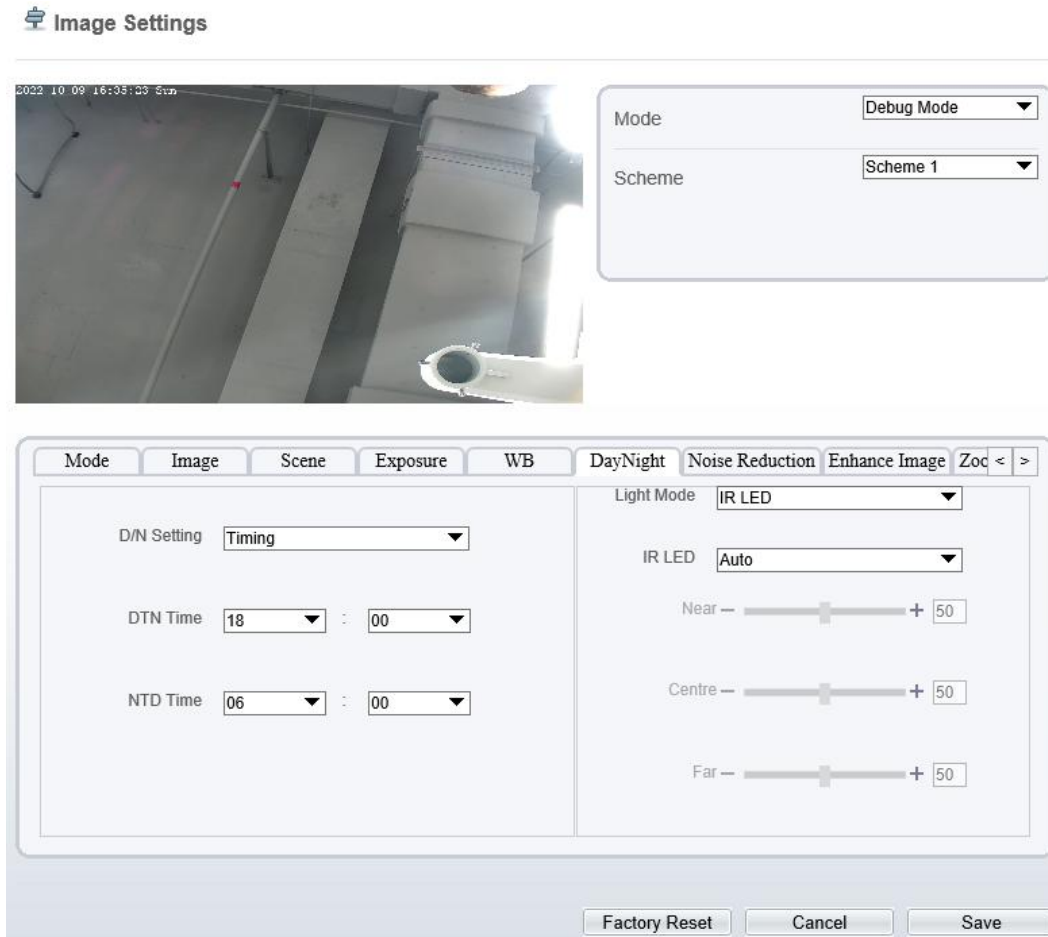 Image Settings
2022 10 09 16:35:23 Sun
Mode Debug Mode
Scheme Scheme 1
Mode Image Scene Exposure WB DayNight Noise Reduction Enhance Image Zoc < >
D/N Setting Timing
DTN Time 18 : 00
NTD Time 06 : 00
Light Mode IR LED
IR LED Auto
Near — + 50
Centre — + 50
Far — + 50
Factory Reset Cancel Save